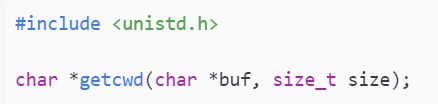 #include <unistd.h>
char *getcwd(char *buf, size_t size);